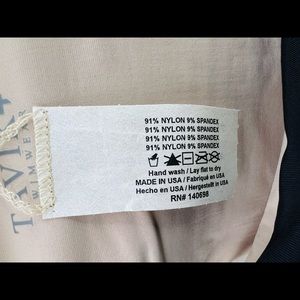 91% NYLON 9% SPANDEX
91% NYLON 9% SPANDEX
91% NYLON 9% SPANDEX
91% NYLON 9% SPANDEX
Hand wash / Lay flat to dry
MADE IN USA / Fabriqué en USA
Hecho en USA / Hergestellt in USA
RN# 140698